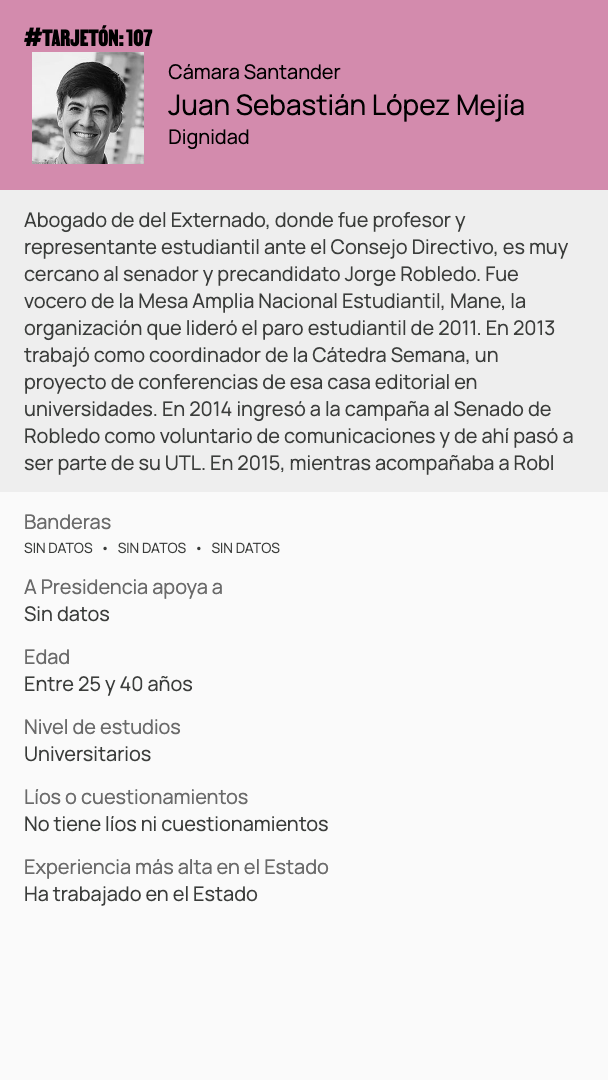 #TARJETÓN: 107
Cámara Santander
Juan Sebastián López Mejía
Dignidad
Abogado de del Externado, donde fue profesor y
representante estudiantil ante el Consejo Directivo, es muy
cercano al senador y precandidato Jorge Robledo. Fue
vocero de la Mesa Amplia Nacional Estudiantil, Mane, la
organización que lideró el paro estudiantil de 2011. En 2013
trabajó como coordinador de la Cátedra Semana, un
proyecto de conferencias de esa casa editorial en
universidades. En 2014 ingresó a la campaña al Senado de
Robledo como voluntario de comunicaciones y de ahí pasó a
ser parte de su UTL. En 2015, mientras acompañaba a Robl
Banderas
SIN DATOS • SIN DATOS • SIN DATOS
A Presidencia apoya a
Sin datos
Edad
Entre 25 y 40 años
Nivel de estudios
Universitarios
Líos o cuestionamientos
No tiene líos ni cuestionamientos
Experiencia más alta en el Estado
Ha trabajado en el Estado